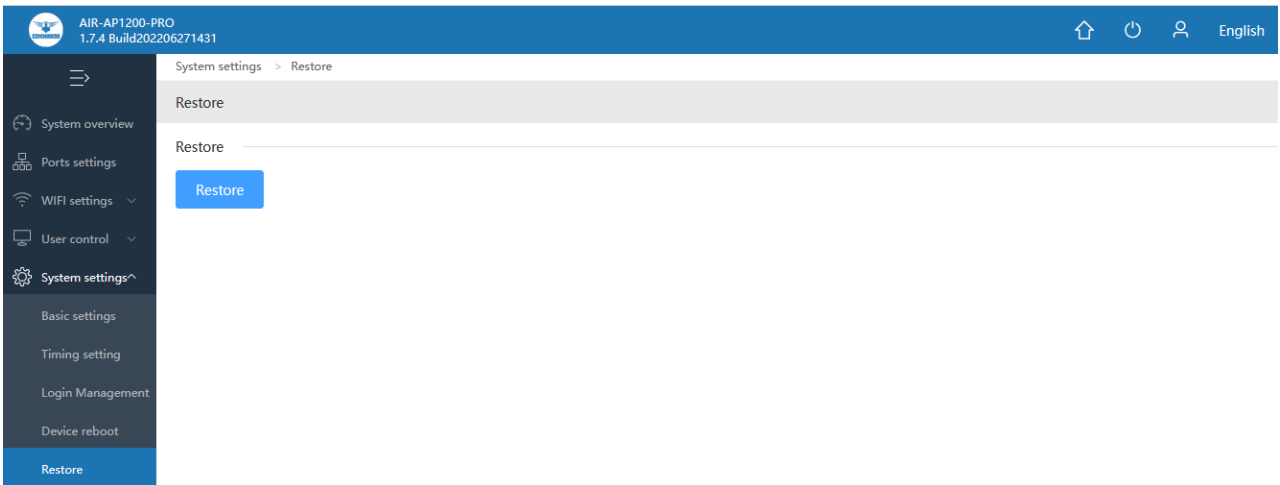 AIR-AP1200-PRO
1.7.4 Build202206271431
English
System settings > Restore
Restore
Restore
Restore
System overview
Ports settings
WIFI settings
User control
System settings
Basic settings
Timing setting
Login Management
Device reboot
Restore